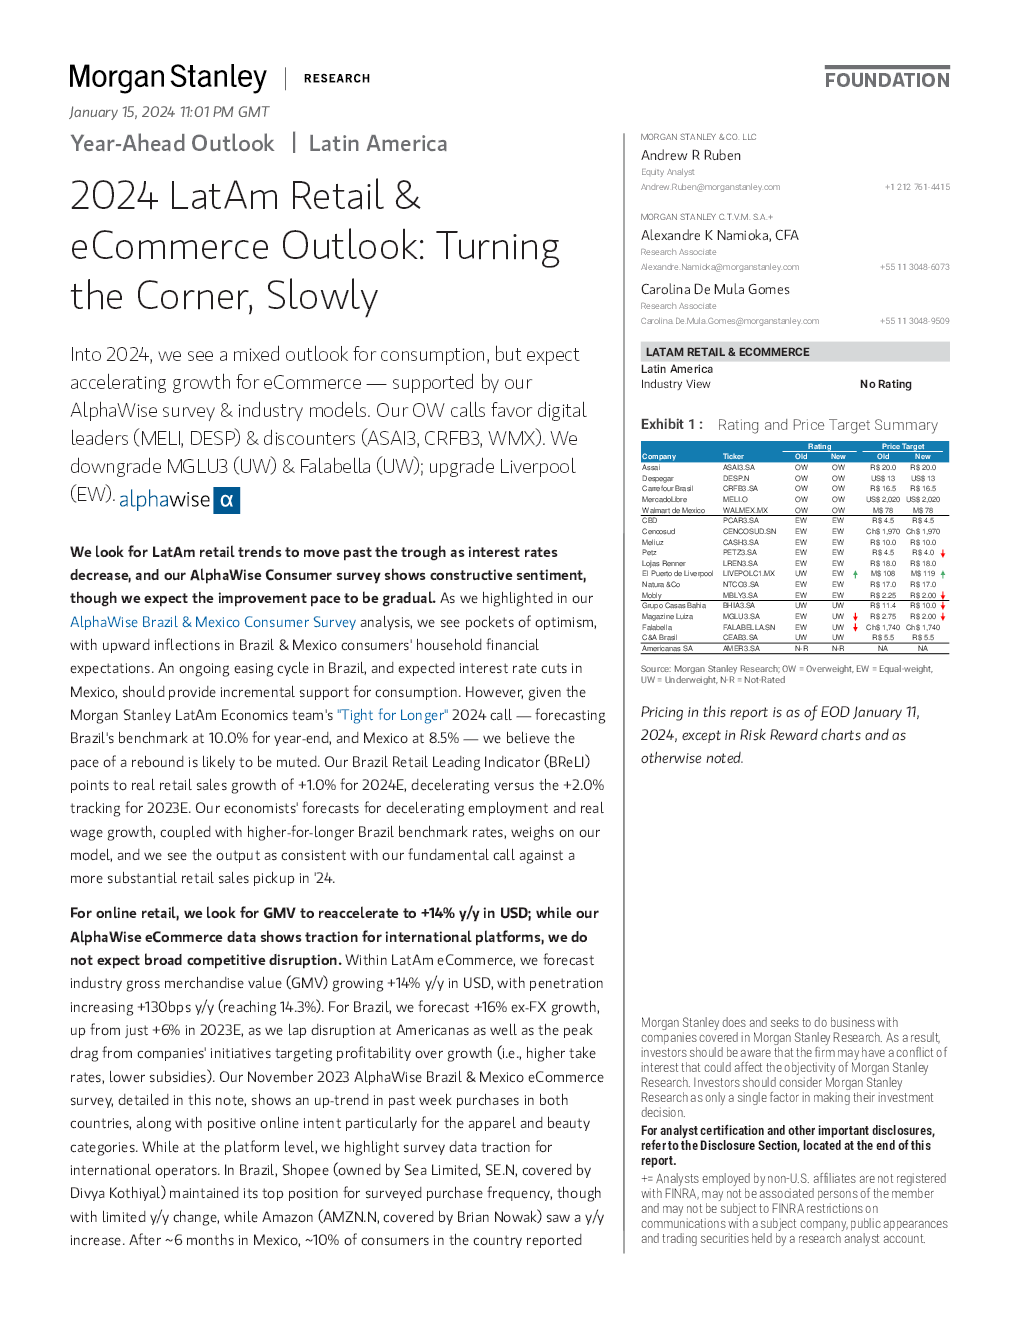 Morgan Stanley | RESEARCH
FOUNDATION
January 15, 2024 11:01 PM GMT
Year-Ahead Outlook | Latin America
2024 LatAm Retail &
eCommerce Outlook: Turning
the Corner, Slowly
Into 2024, we see a mixed outlook for consumption, but expect
accelerating growth for eCommerce — supported by our
AlphaWise survey & industry models. Our OW calls favor digital
leaders (MELI, DESP) & discounters (ASAI3, CRFB3, WMX). We
downgrade MGLU3 (UW) & Falabella (UW); upgrade Liverpool
(EW). alphawise α
We look for LatAm retail trends to move past the trough as interest rates
decrease, and our AlphaWise Consumer survey shows constructive sentiment,
though we expect the improvement pace to be gradual. As we highlighted in our
AlphaWise Brazil & Mexico Consumer Survey analysis, we see pockets of optimism,
with upward inflections in Brazil & Mexico consumers' household financial
expectations. An ongoing easing cycle in Brazil, and expected interest rate cuts in
Mexico, should provide incremental support for consumption. However, given the
Morgan Stanley LatAm Economics team's "Tight for Longer" 2024 call — forecasting
Brazil's benchmark at 10.0% for year-end, and Mexico at 8.5% — we believe the
pace of a rebound is likely to be muted. Our Brazil Retail Leading Indicator (BReLI)
points to real retail sales growth of +1.0% for 2024E, decelerating versus the +2.0%
tracking for 2023E. Our economists' forecasts for decelerating employment and real
wage growth, coupled with higher-for-longer Brazil benchmark rates, weighs on our
model, and we see the output as consistent with our fundamental call against a
more substantial retail sales pickup in '24.
For online retail, we look for GMV to reaccelerate to +14% y/y in USD; while our
AlphaWise eCommerce data shows traction for international platforms, we do
not expect broad competitive disruption. Within LatAm eCommerce, we forecast
industry gross merchandise value (GMV) growing +14% y/y in USD, with penetration
increasing +130bps y/y (reaching 14.3%). For Brazil, we forecast +16% ex-FX growth,
up from just +6% in 2023E, as we lap disruption at Americanas as well as the peak
drag from companies' initiatives targeting profitability over growth (i.e., higher take
rates, lower subsidies). Our November 2023 AlphaWise Brazil & Mexico eCommerce
survey, detailed in this note, shows an up-trend in past week purchases in both
countries, along with positive online intent particularly for the apparel and beauty
categories. While at the platform level, we highlight survey data traction for
international operators. In Brazil, Shopee (owned by Sea Limited, SE.N, covered by
Divya Kothiyal) maintained its top position for surveyed purchase frequency, though
with limited y/y change, while Amazon (AMZN.N, covered by Brian Nowak) saw a y/y
increase. After ~6 months in Mexico, ~10% of consumers in the country reported
MORGAN STANLEY & CO. LLC
Andrew R Ruben
Equity Analyst
Andrew.Ruben@morganstanley.com +1 212 761-4415
MORGAN STANLEY C.T.V.M. S.A.+
Alexandre K Namioka, CFA
Research Associate
Alexandre.Namioka@morganstanley.com +55 11 3048-6073
Carolina De Mula Gomes
Research Associate
Carolina.De.Mula.Gomes@morganstanley.com +55 11 3048-9509
LATAM RETAIL & ECOMMERCE
Latin America
Industry View No Rating
Exhibit 1 : Rating and Price Target Summary
Rating Price Target
Company Ticker Old New Old New
Assai ASAI3.SA OW OW R$ 20.0 R$ 20.0
Despegar DESP.N OW OW US$ 13 US$ 13
Carrefour Brasil CRFB3.SA OW OW R$ 16.5 R$ 16.5
MercadoLibre MELI.O OW OW US$ 2,020 US$ 2,020
Walmart de Mexico WALMEX.MX OW OW M$ 78 M$ 78
CBD PCAR3.SA EW EW R$ 4.5 R$ 4.5
Cencosud CENCOSUD.SN EW EW Ch$ 1,970 Ch$ 1,970
Meliuz CASH3.SA EW EW R$ 10.0 R$ 10.0
Petz PETZ3.SA EW EW R$ 4.5 R$ 4.0
Lojas Renner LREN3.SA EW EW R$ 18.0 R$ 18.0
El Puerto de Liverpool LIVEPOLC1.MX UW EW M$ 108 M$ 119
Natura &Co NTCO3.SA EW EW R$ 17.0 R$ 17.0
Mobly MBLY3.SA EW EW R$ 2.25 R$ 2.00
Grupo Casas Bahia BHIA3.SA UW UW R$ 11.4 R$ 10.0
Magazine Luiza MGLU3.SA EW UW R$ 2.75 R$ 2.00
Falabella FALABELLA.SN EW UW Ch$ 1,740 Ch$ 1,740
C&A Brasil CEAB3.SA UW UW R$ 5.5 R$ 5.5
Americanas SA AMER3.SA N-R N-R NA NA
Source: Morgan Stanley Research; OW = Overweight, EW = Equal-weight,
UW = Underweight, N-R = Not-Rated
Pricing in this report is as of EOD January 11,
2024, except in Risk Reward charts and as
otherwise noted.
Morgan Stanley does and seeks to do business with
companies covered in Morgan Stanley Research. As a result,
investors should be aware that the firm may have a conflict of
interest that could affect the objectivity of Morgan Stanley
Research. Investors should consider Morgan Stanley
Research as only a single factor in making their investment
decision.
For analyst certification and other important disclosures,
refer to the Disclosure Section, located at the end of this
report.
+= Analysts employed by non-U.S. affiliates are not registered
with FINRA, may not be associated persons of the member
and may not be subject to FINRA restrictions on
communications with a subject company, public appearances
and trading securities held by a research analyst account.